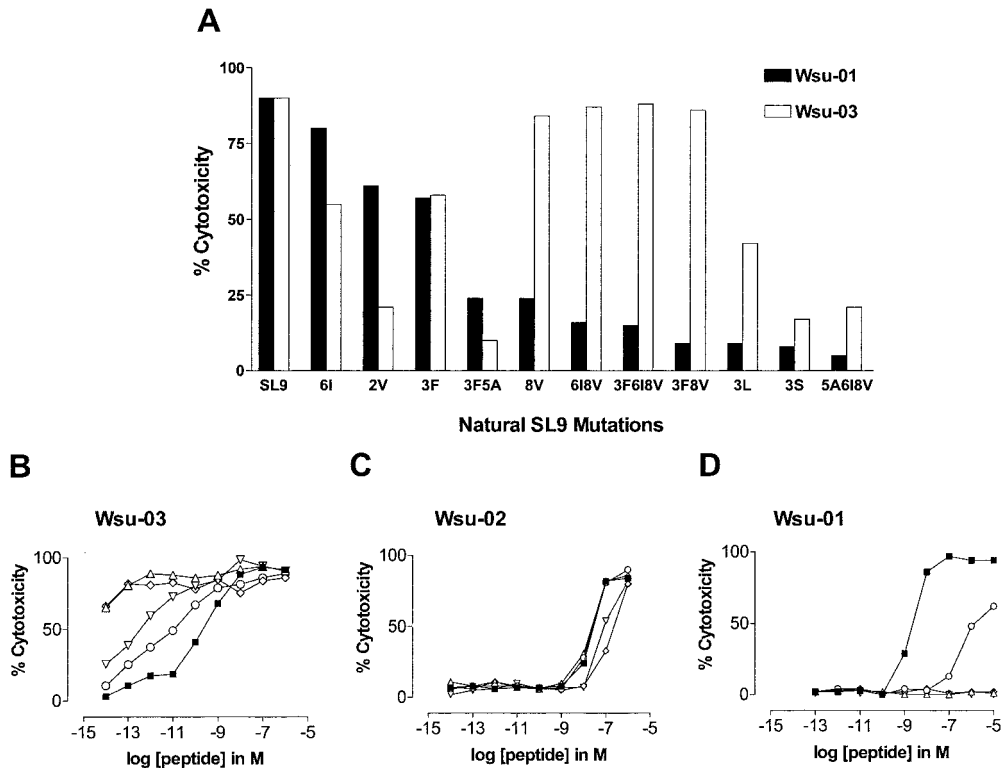 A
100
75
50
25
0
% Cytotoxicity
Wsu-01
Wsu-03
SL9 6I 2V 3F 3F5A 8V 6I8V 3F6I8V 3F8V 3L 3S 5A6I8V
Natural SL9 Mutations
B
Wsu-03
100
50
0
% Cytotoxicity
-15 -13 -11 -9 -7 -5
log [peptide] in M
C
Wsu-02
100
50
0
% Cytotoxicity
-15 -13 -11 -9 -7 -5
log [peptide] in M
D
Wsu-01
100
50
0
% Cytotoxicity
-15 -13 -11 -9 -7 -5
log [peptide] in M